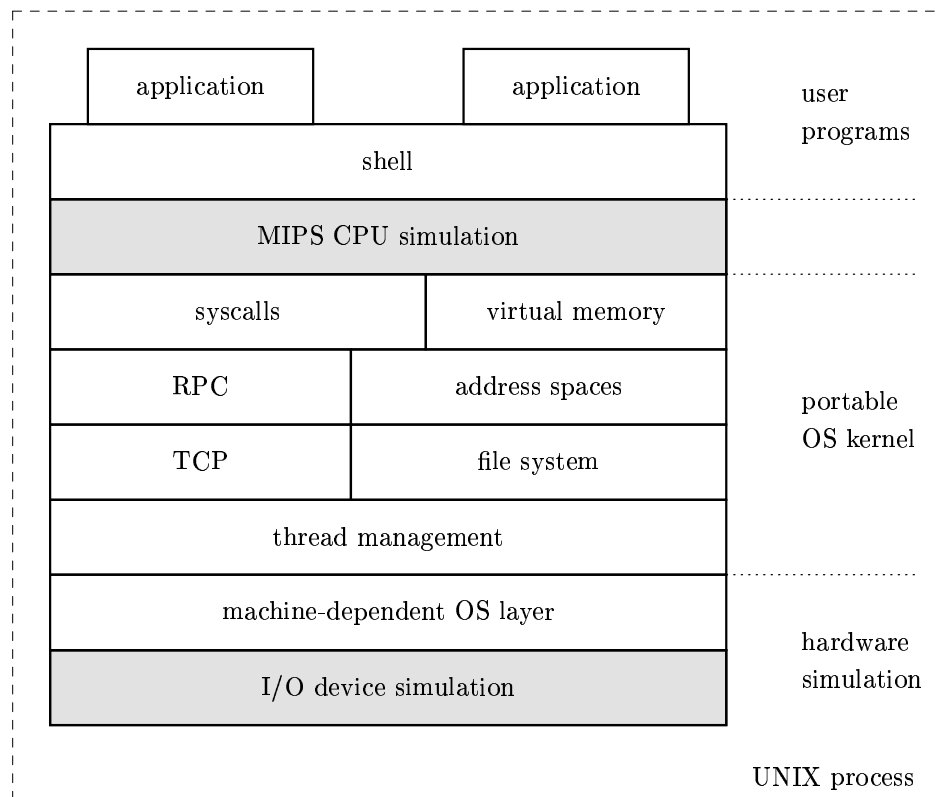 application
application
user
programs
shell
MIPS CPU simulation
syscalls
virtual memory
RPC
address spaces
portable
OS kernel
TCP
file system
thread management
machine-dependent OS layer
hardware
simulation
I/O device simulation
UNIX process